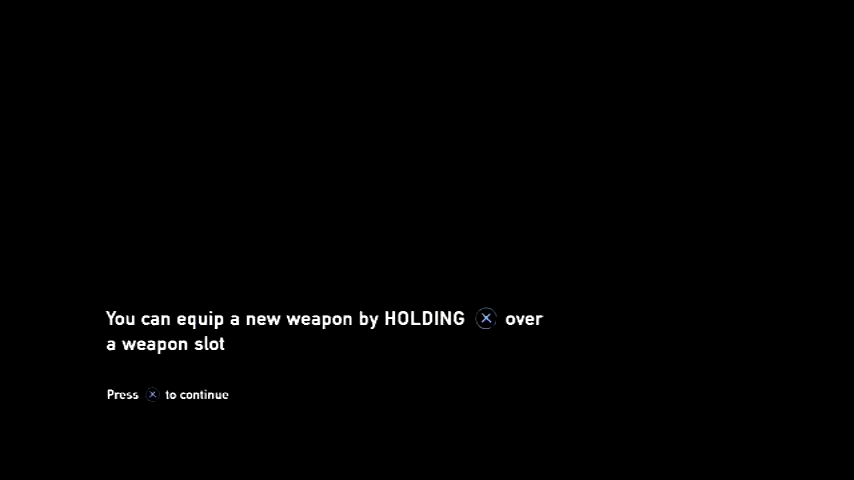 You can equip a new weapon by HOLDING ⓧ over
a weapon slot
Press ⓧ to continue